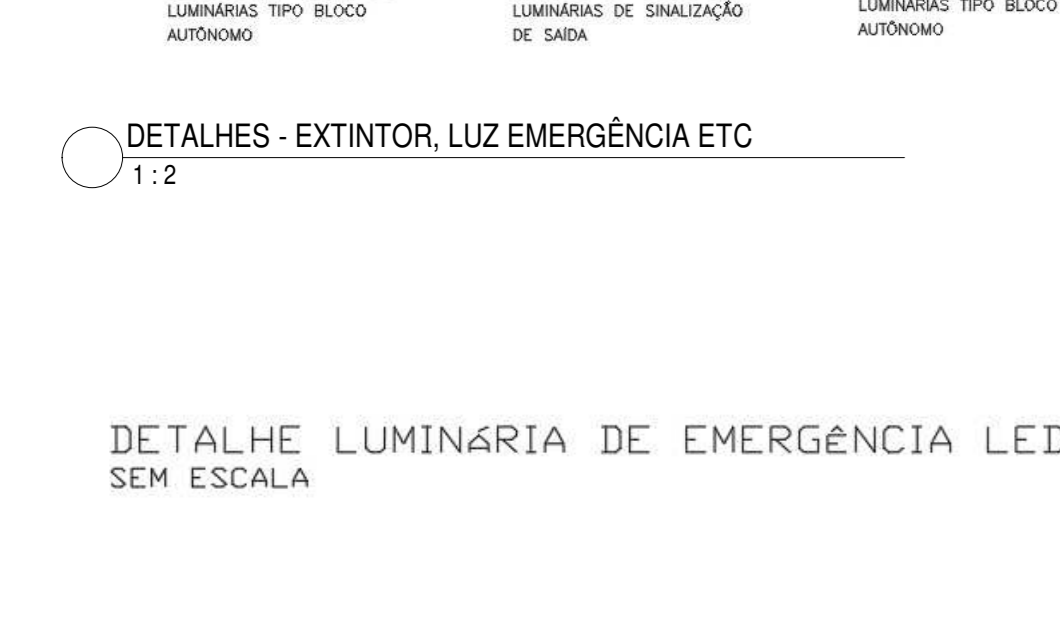 LUMINÁRIAS TIPO BLOCO
AUTÔNOMO
LUMINÁRIAS DE SINALIZAÇÃO
DE SAÍDA
LUMINÁRIAS TIPO BLOCO
AUTÔNOMO
DETALHES - EXTINTOR, LUZ EMERGÊNCIA ETC
1 : 2
DETALHE LUMINáRIA DE EMERGêNCIA LED
SEM ESCALA